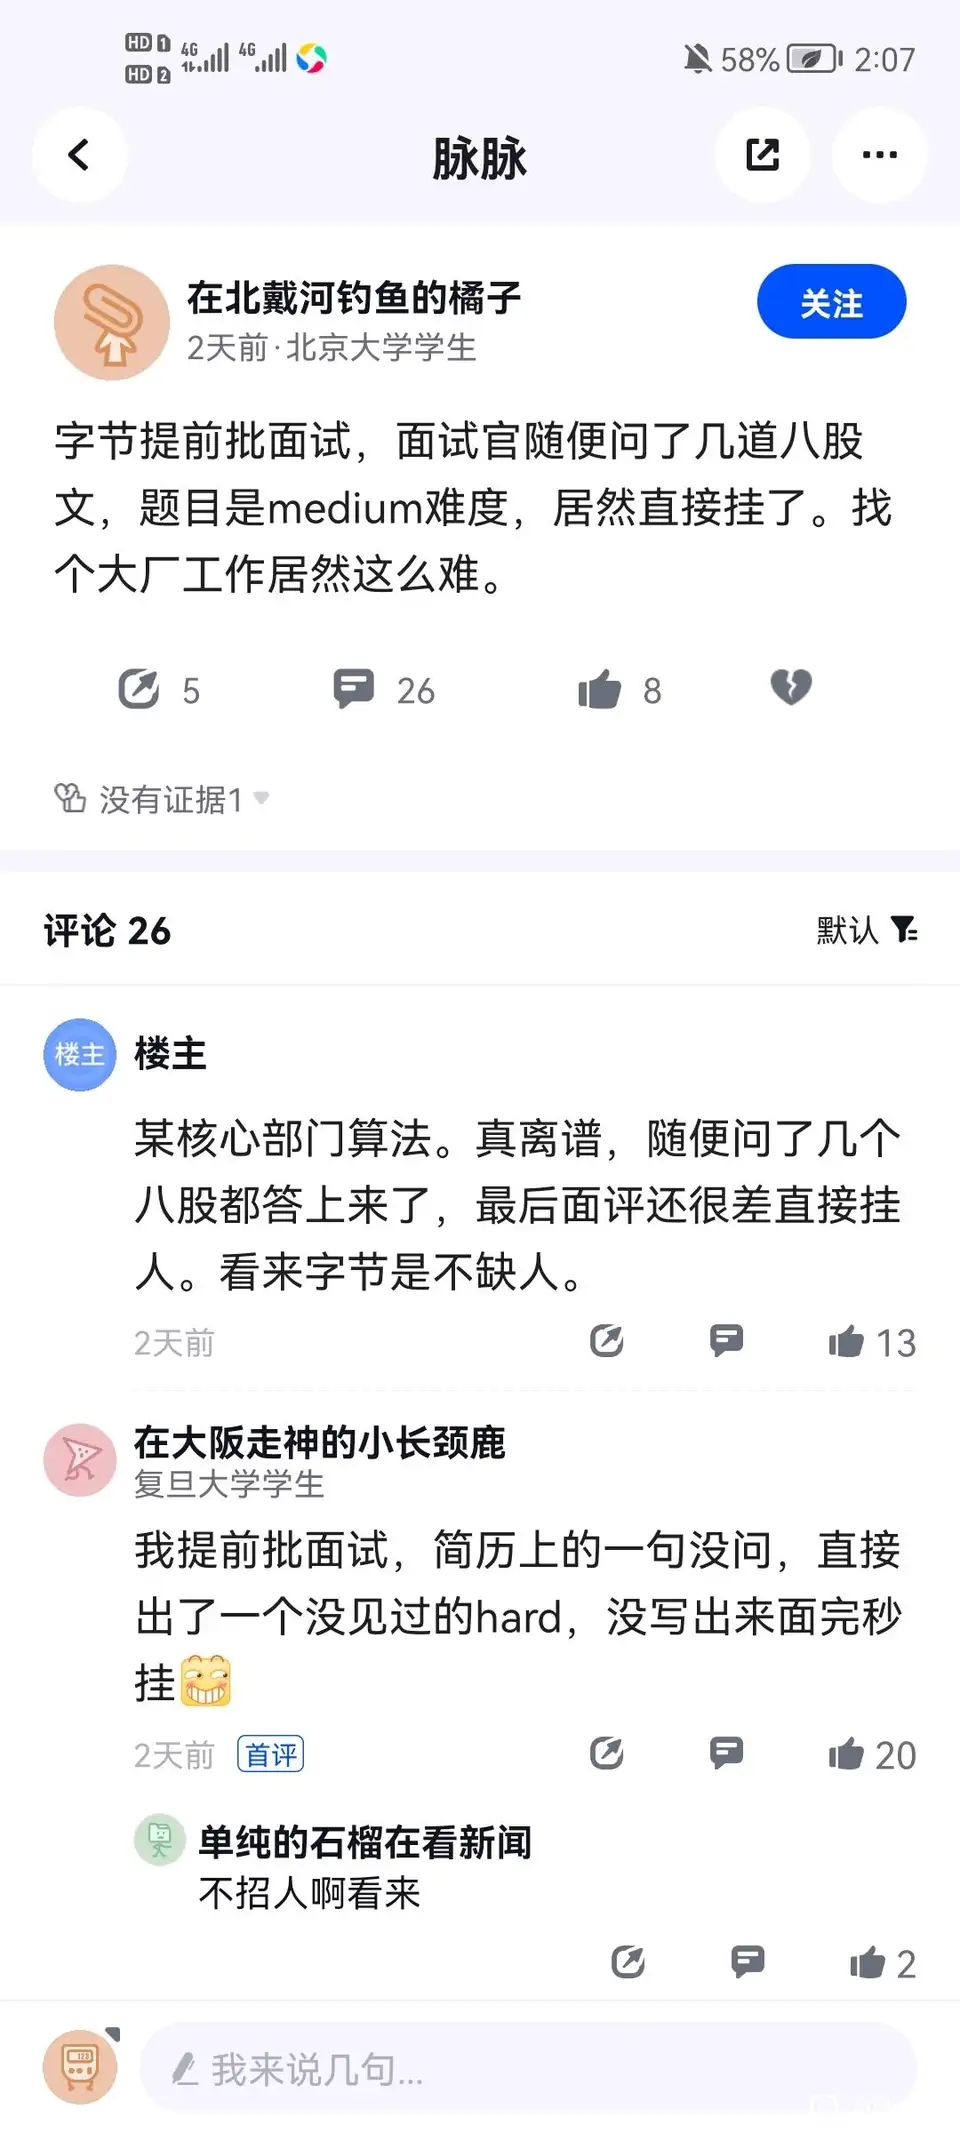 HD 1 4G 4G 58% 2:07
HD 2
脉脉
在北戴河钓鱼的橘子
关注
2天前·北京大学学生
字节提前批面试，面试官随便问了几道八股
文，题目是medium难度，居然直接挂了。找
个大厂工作居然这么难。
5 26 8
没有证据1
评论 26
默认
楼主 楼主
某核心部门算法。真离谱，随便问了几个
八股都答上来了，最后面评还很差直接挂
人。看来字节是不缺人。
2天前 13
在大阪走神的小长颈鹿
复旦大学学生
我提前批面试，简历上的一句没问，直接
出了一个没见过的hard，没写出来面完秒
挂
2天前 首评 20
单纯的石榴在看新闻
不招人啊看来
2
我来说几句...